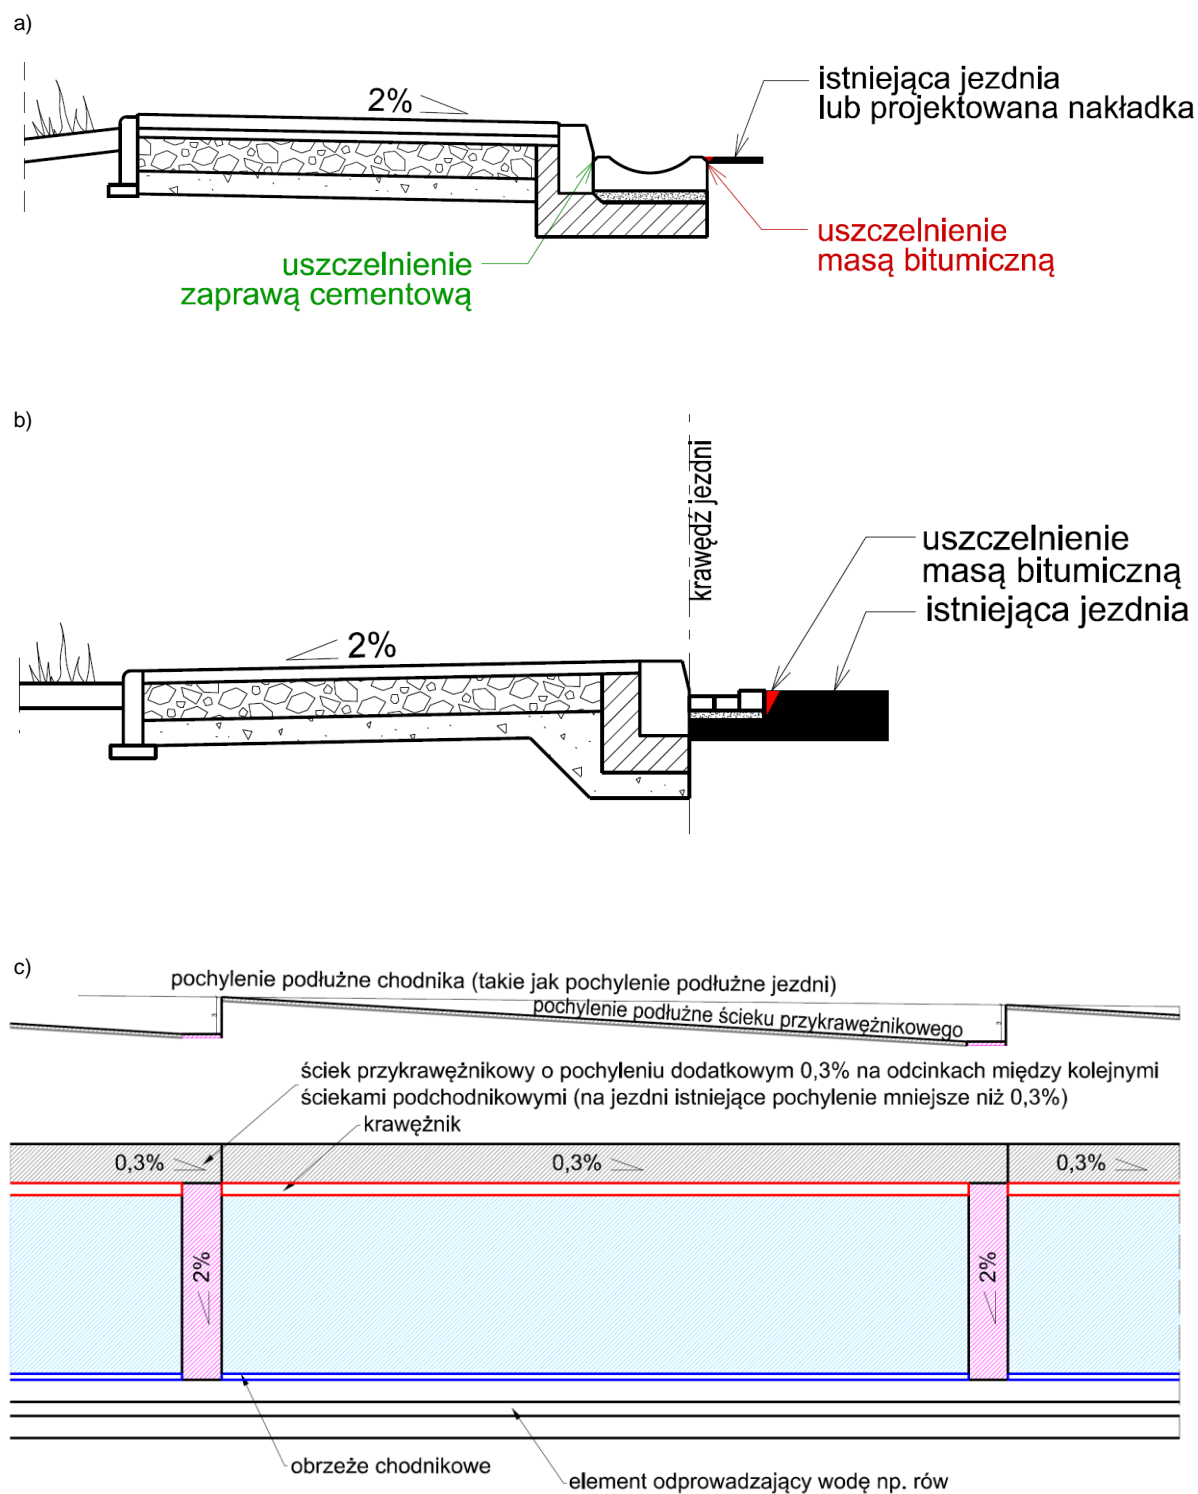 a)
2%
istniejąca jezdnia
lub projektowana nakładka
uszczelnienie
masą bitumiczną
uszczelnienie
zaprawą cementową
b)
krawędź jezdni
uszczelnienie
masą bitumiczną
istniejąca jezdnia
2%
c)
pochylenie podłużne chodnika (takie jak pochylenie podłużne jezdni)
pochylenie podłużne ścieku przykrawężnikowego
ściek przykrawężnikowy o pochyleniu dodatkowym 0,3% na odcinkach między kolejnymi
ściekami podchodnikowymi (na jezdni istniejące pochylenie mniejsze niż 0,3%)
krawężnik
0,3%
0,3%
0,3%
2%
2%
obrzeże chodnikowe
element odprowadzający wodę np. rów